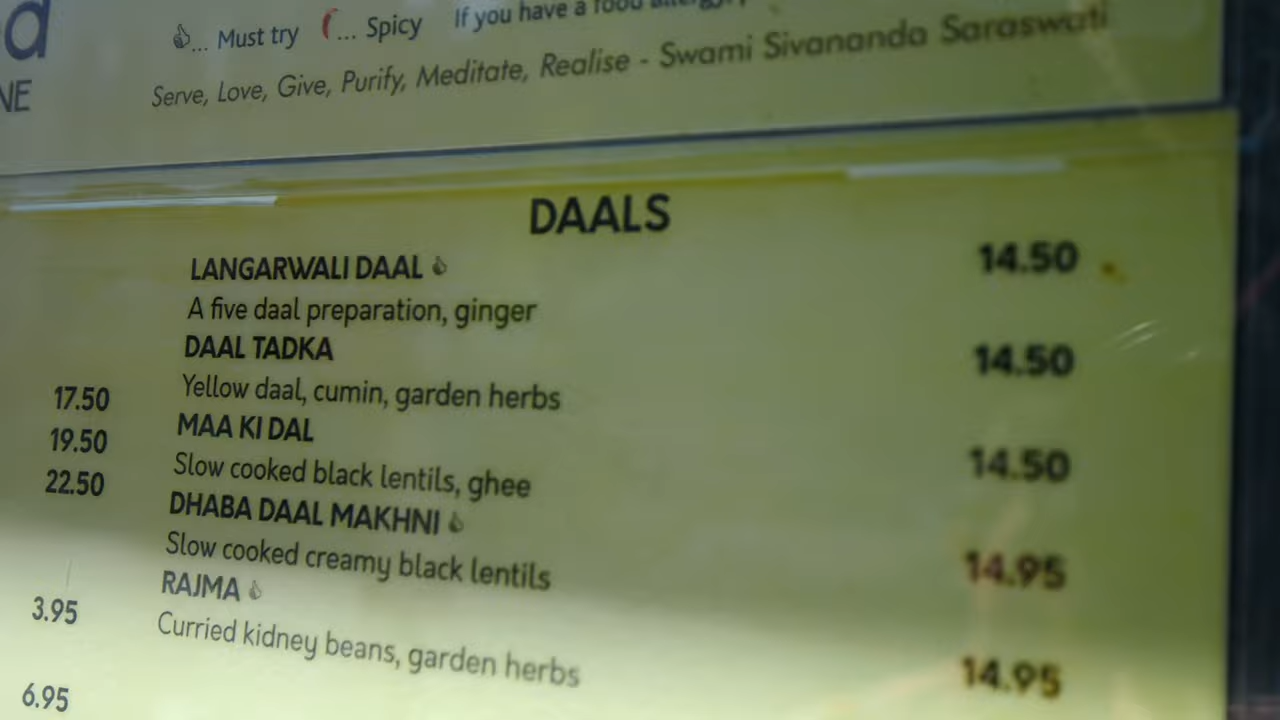 d
NE
... Must try ... Spicy If you have a food allergy,
Serve, Love, Give, Purify, Meditate, Realise - Swami Sivananda Saraswati
DAALS
LANGARWALI DAAL 14.50
A five daal preparation, ginger
DAAL TADKA 14.50
Yellow daal, cumin, garden herbs
17.50
MAA KI DAL 14.50
19.50
Slow cooked black lentils, ghee
22.50
DHABA DAAL MAKHNI 14.95
Slow cooked creamy black lentils
RAJMA 14.95
3.95
Curried kidney beans, garden herbs
6.95